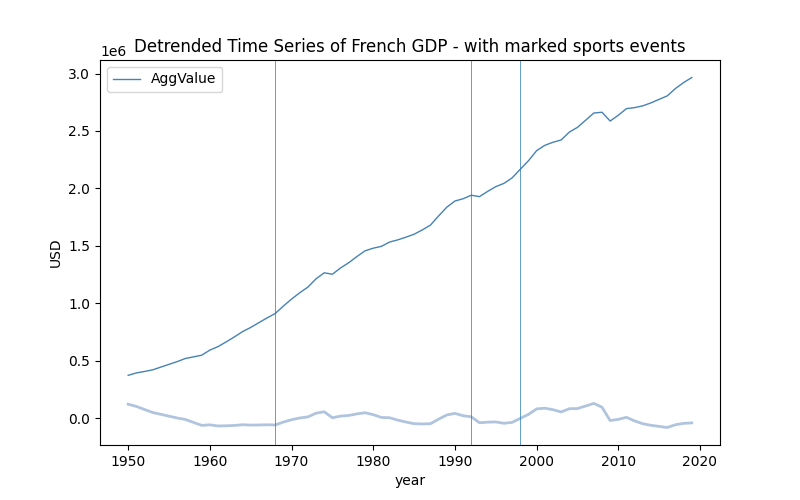 Detrended Time Series of French GDP - with marked sports events
1e6
AggValue
3.0
2.5
2.0
1.5
1.0
0.5
0.0
USD
1950 1960 1970 1980 1990 2000 2010 2020
year